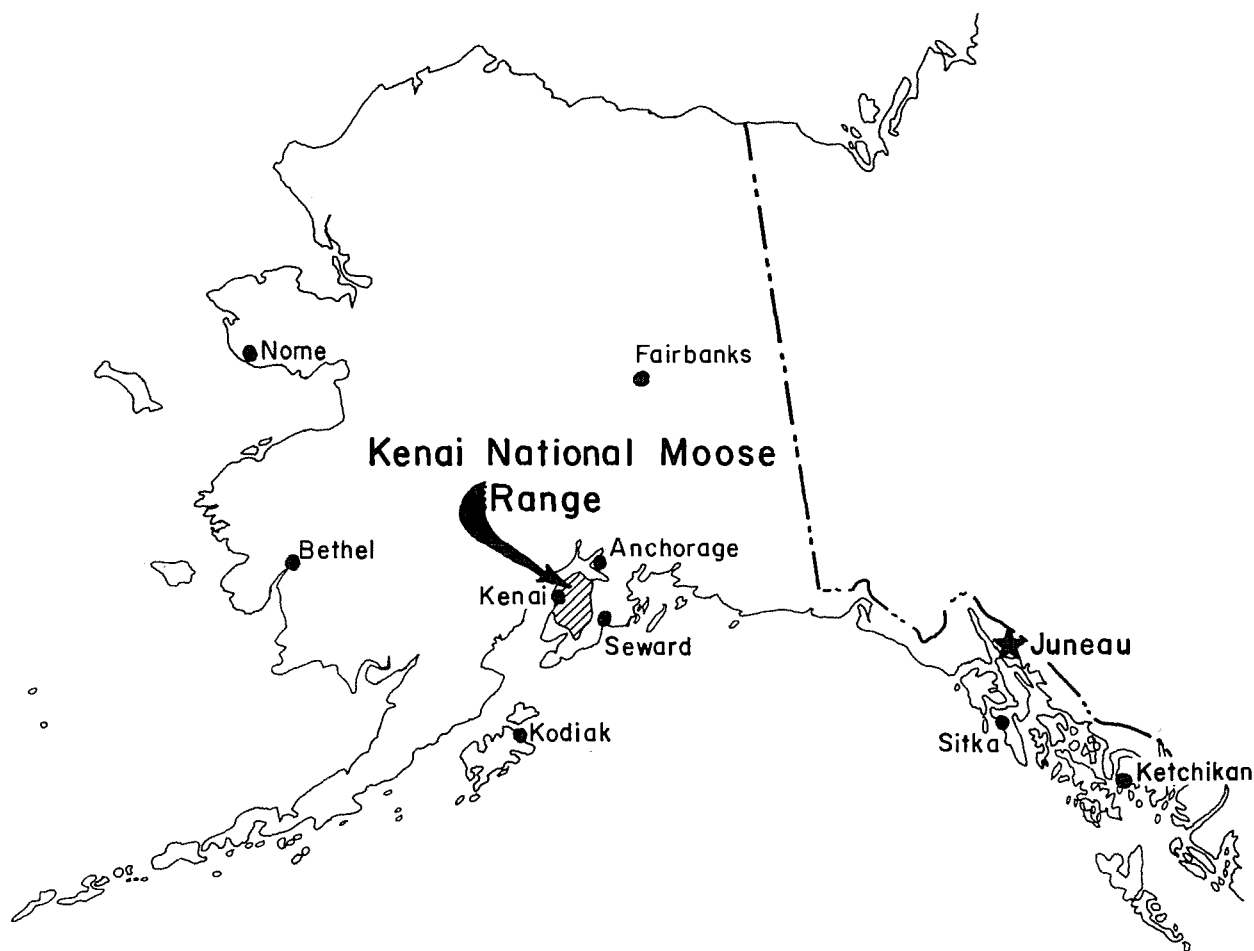 Nome
Fairbanks
Kenai National Moose
Range
Bethel
Anchorage
Kenai
Seward
Juneau
Kodiak
Sitka
Ketchikan